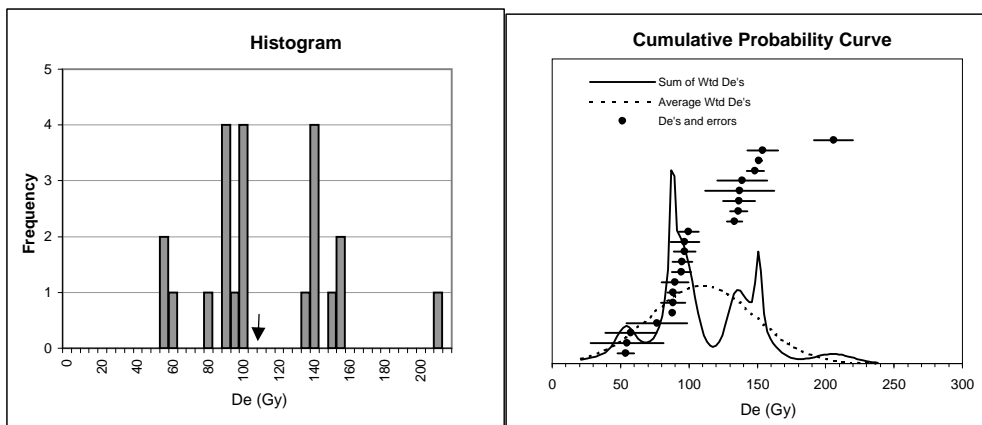 Histogram
Frequency
5
4
3
2
1
0
0 20 40 60 80 100 120 140 160 180 200
De (Gy)
Cumulative Probability Curve
Sum of Wtd De's
Average Wtd De's
De's and errors
0 50 100 150 200 250 300
De (Gy)